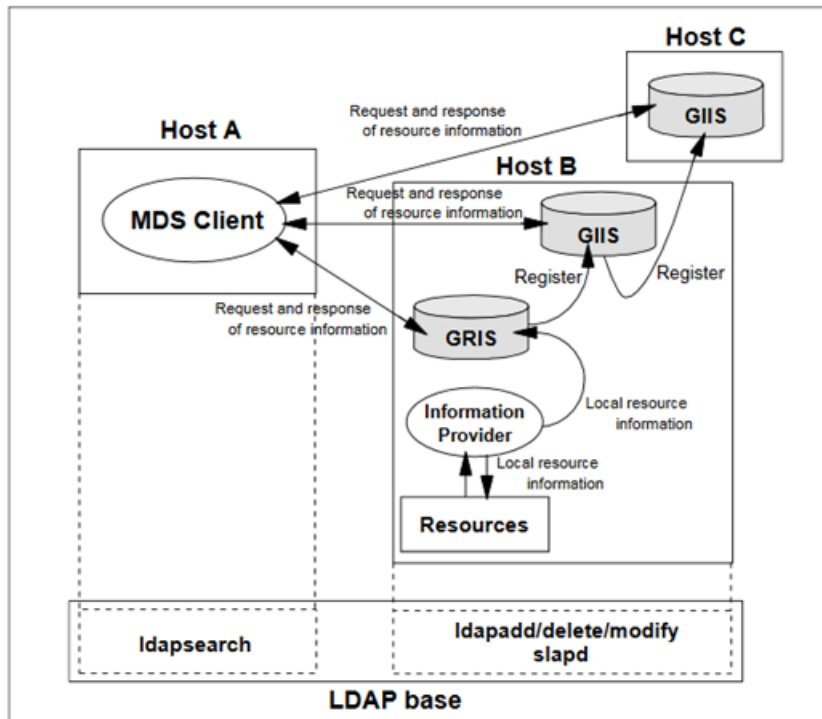 Host C
GIIS
Request and response
of resource information
Host A
MDS Client
Host B
Request and response
of resource information
GIIS
Register
Register
Request and response
of resource information
GRIS
Local resource
information
Information
Provider
Local resource
information
Resources
ldapsearch
ldapadd/delete/modify
slapd
LDAP base